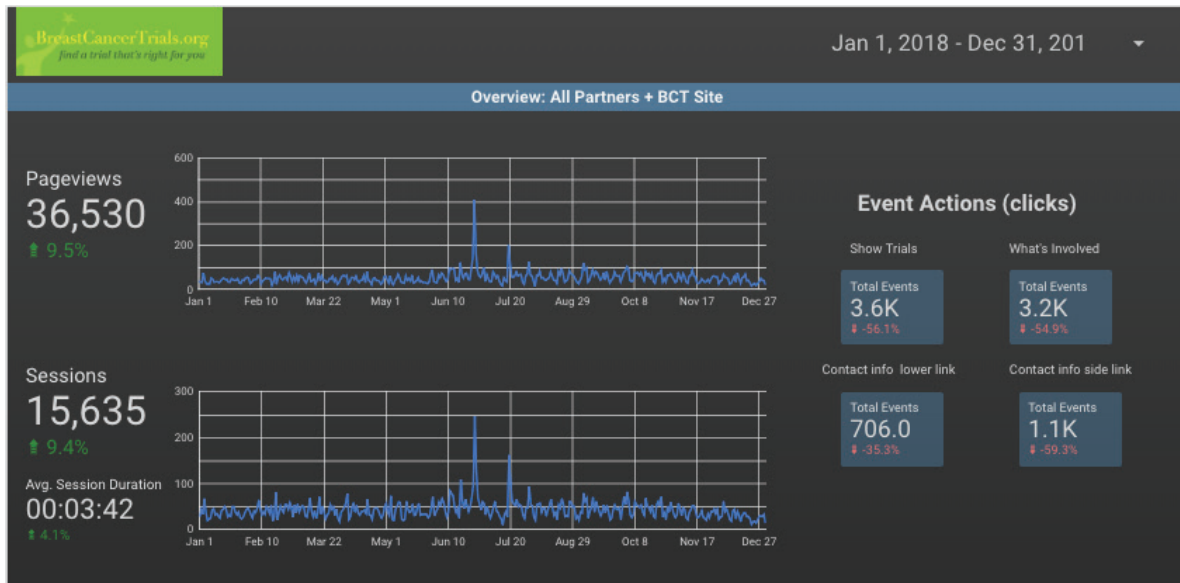 BreastCancerTrials.org
find a trial that's right for you
Jan 1, 2018 - Dec 31, 201
Overview: All Partners + BCT Site
Pageviews
36,530
9.5%
600
400
200
0
Jan 1 Feb 10 Mar 22 May 1 Jun 10 Jul 20 Aug 29 Oct 8 Nov 17 Dec 27
Sessions
15,635
9.4%
Avg. Session Duration
00:03:42
4.1%
300
200
100
0
Jan 1 Feb 10 Mar 22 May 1 Jun 10 Jul 20 Aug 29 Oct 8 Nov 17 Dec 27
Event Actions (clicks)
Show Trials
Total Events
3.6K
-56.1%
What's Involved
Total Events
3.2K
-54.9%
Contact info lower link
Total Events
706.0
-35.3%
Contact info side link
Total Events
1.1K
-59.3%